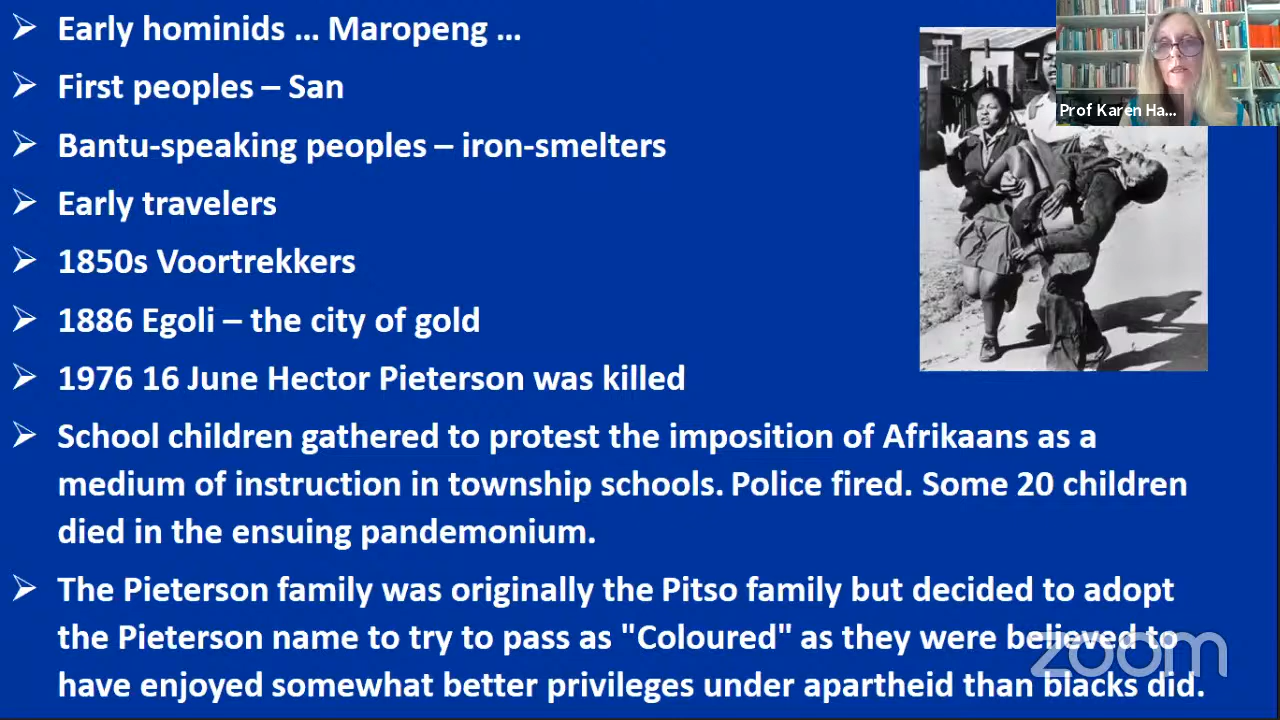 Early hominids ... Maropeng ...
First peoples – San
Bantu-speaking peoples – iron-smelters
Early travelers
1850s Voortrekkers
1886 Egoli – the city of gold
1976 16 June Hector Pieterson was killed
School children gathered to protest the imposition of Afrikaans as a
medium of instruction in township schools. Police fired. Some 20 children
died in the ensuing pandemonium.
The Pieterson family was originally the Pitso family but decided to adopt
the Pieterson name to try to pass as "Coloured" as they were believed to
have enjoyed somewhat better privileges under apartheid than blacks did.
Prof Karen Ha...
zoom